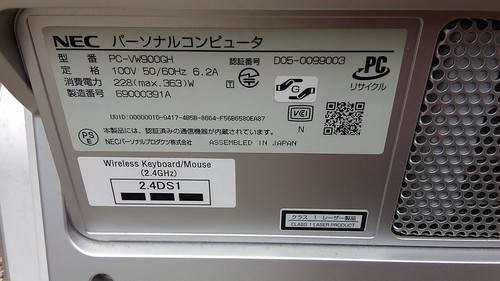 NEC パーソナルコンピュータ
型番 PC-VW900GH 認証番号 D05-0099003
定格 100V 50/60Hz 6.2A
消費電力 228(max.363)W
製造番号 69000391A
T
G
PC
リサイクル
UUID:0000001D-9417-4B5B-8664-F56B6580EA87
VCCI
N
PS
E
本製品には、認証済みの通信機器が内蔵されています。
NECパーソナルプロダクツ株式会社 ASSEMBLED IN JAPAN
Wireless Keyboard/Mouse
(2.4GHz)
2.4DS1
クラス 1 レーザ製品
CLASS 1 LASER PRODUCT